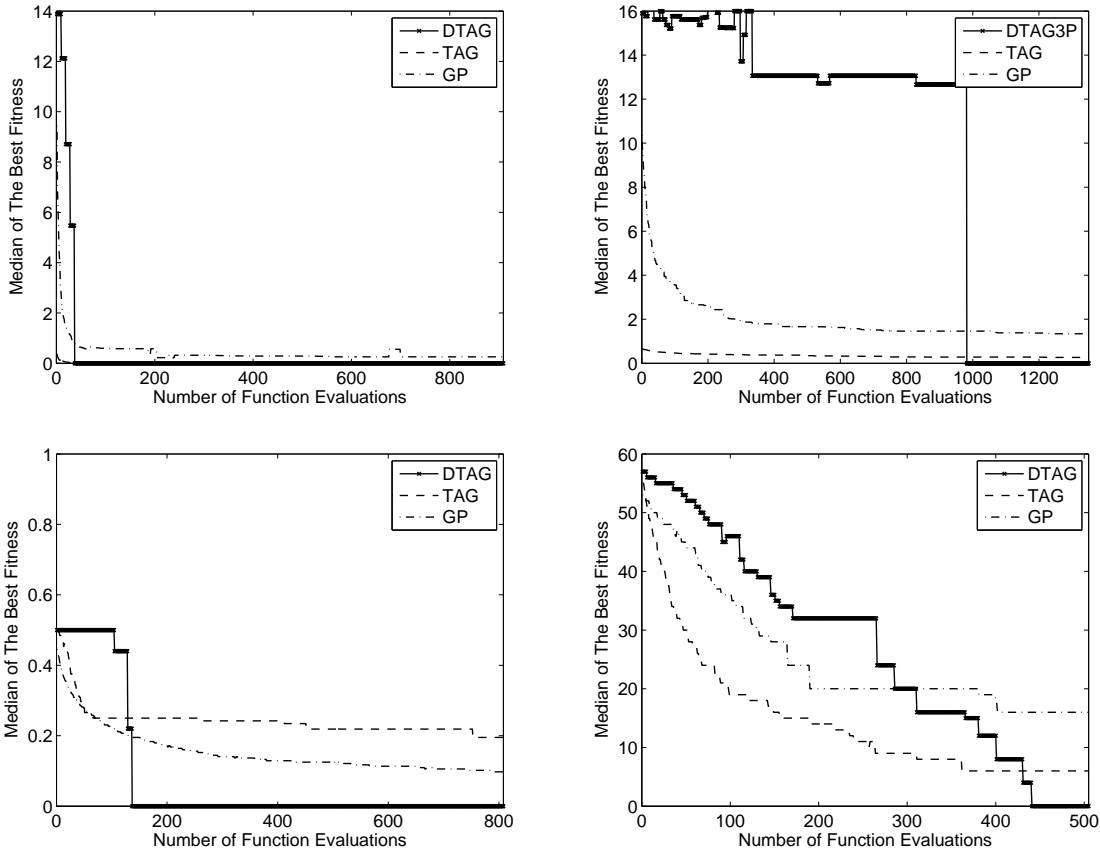 14
12
10
8
6
4
2
0
0
200
400
600
800
Median of The Best Fitness
Number of Function Evaluations
DTAG
TAG
GP
16
14
12
10
8
6
4
2
0
0
200
400
600
800
1000
1200
Median of The Best Fitness
Number of Function Evaluations
DTAG3P
TAG
GP
1
0.8
0.6
0.4
0.2
0
0
200
400
600
800
Median of The Best Fitness
Number of Function Evaluations
DTAG
TAG
GP
60
50
40
30
20
10
0
0
100
200
300
400
500
Median of The Best Fitness
Number of Function Evaluations
DTAG
TAG
GP